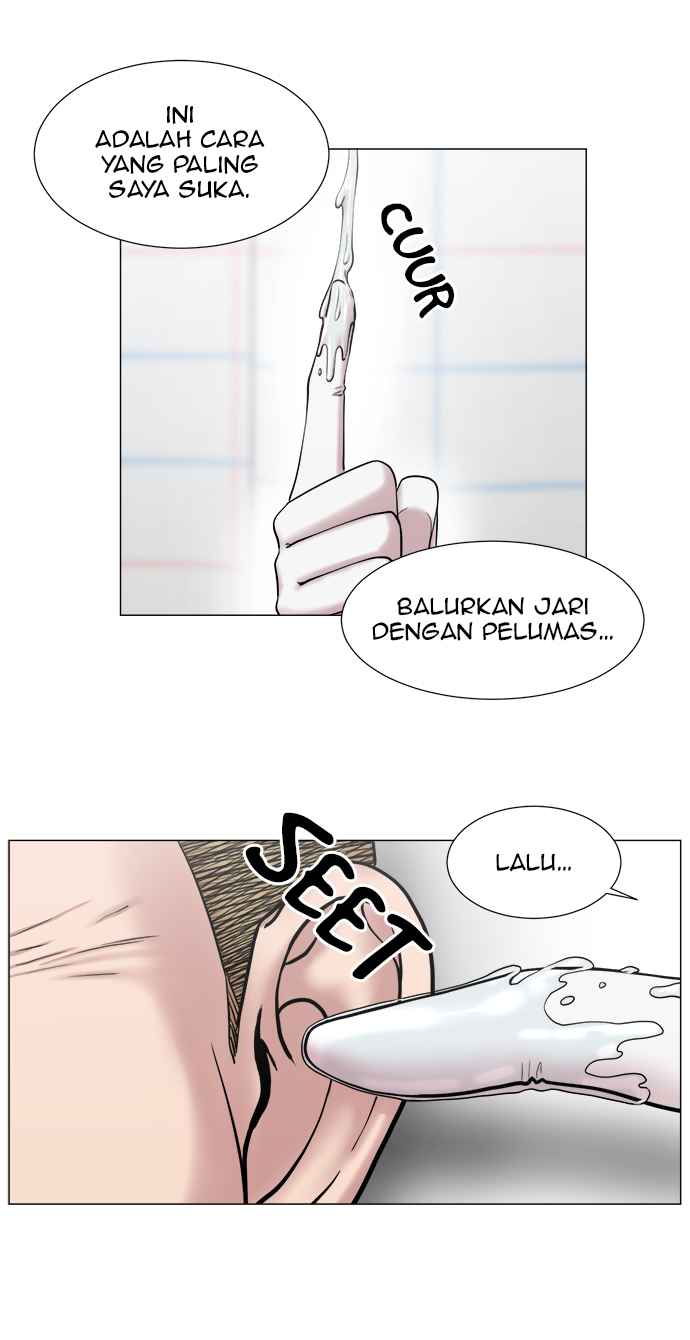 INI
ADALAH CARA
YANG PALING
SAYA SUKA.
CUUR
BALURKAN JARI
DENGAN PELUMAS...
SEET
LALU...